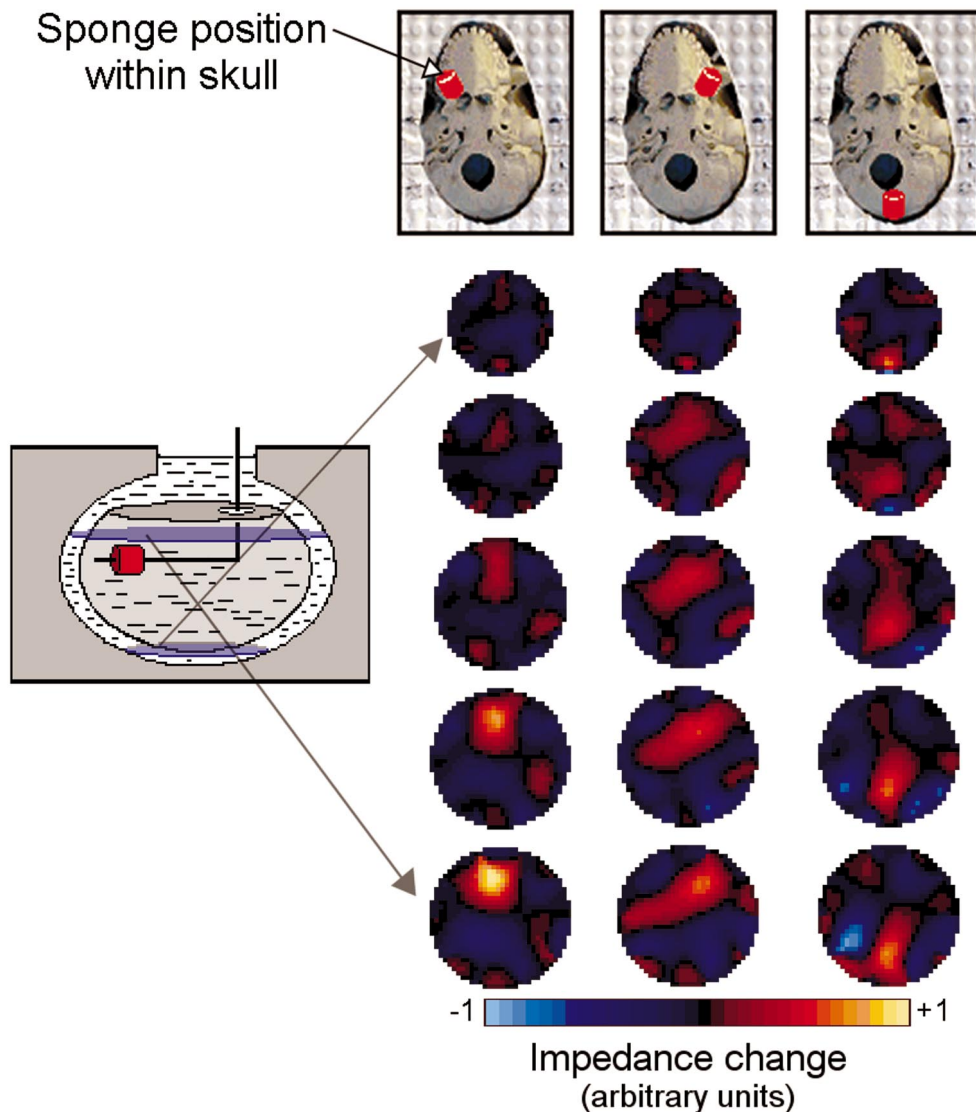 Sponge position
within skull
-1
+1
Impedance change
(arbitrary units)